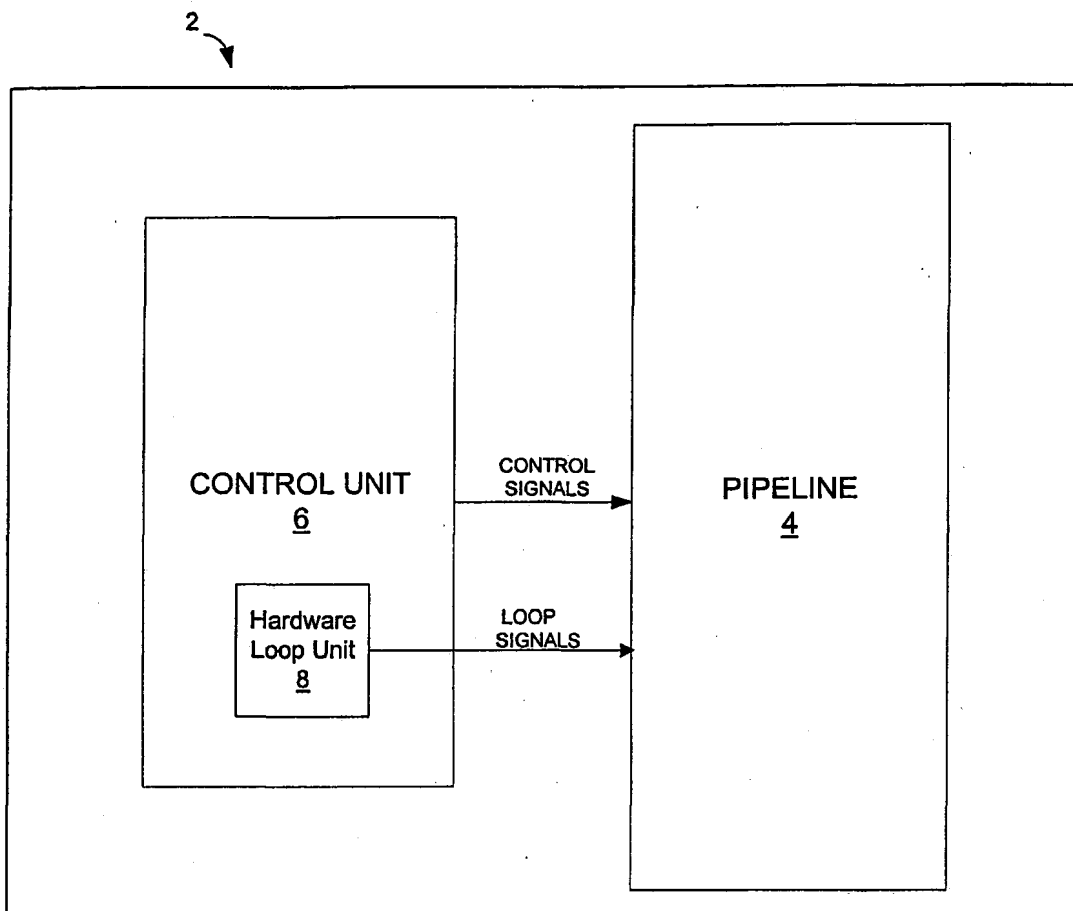 2
CONTROL UNIT
6
Hardware
Loop Unit
8
CONTROL
SIGNALS
LOOP
SIGNALS
PIPELINE
4